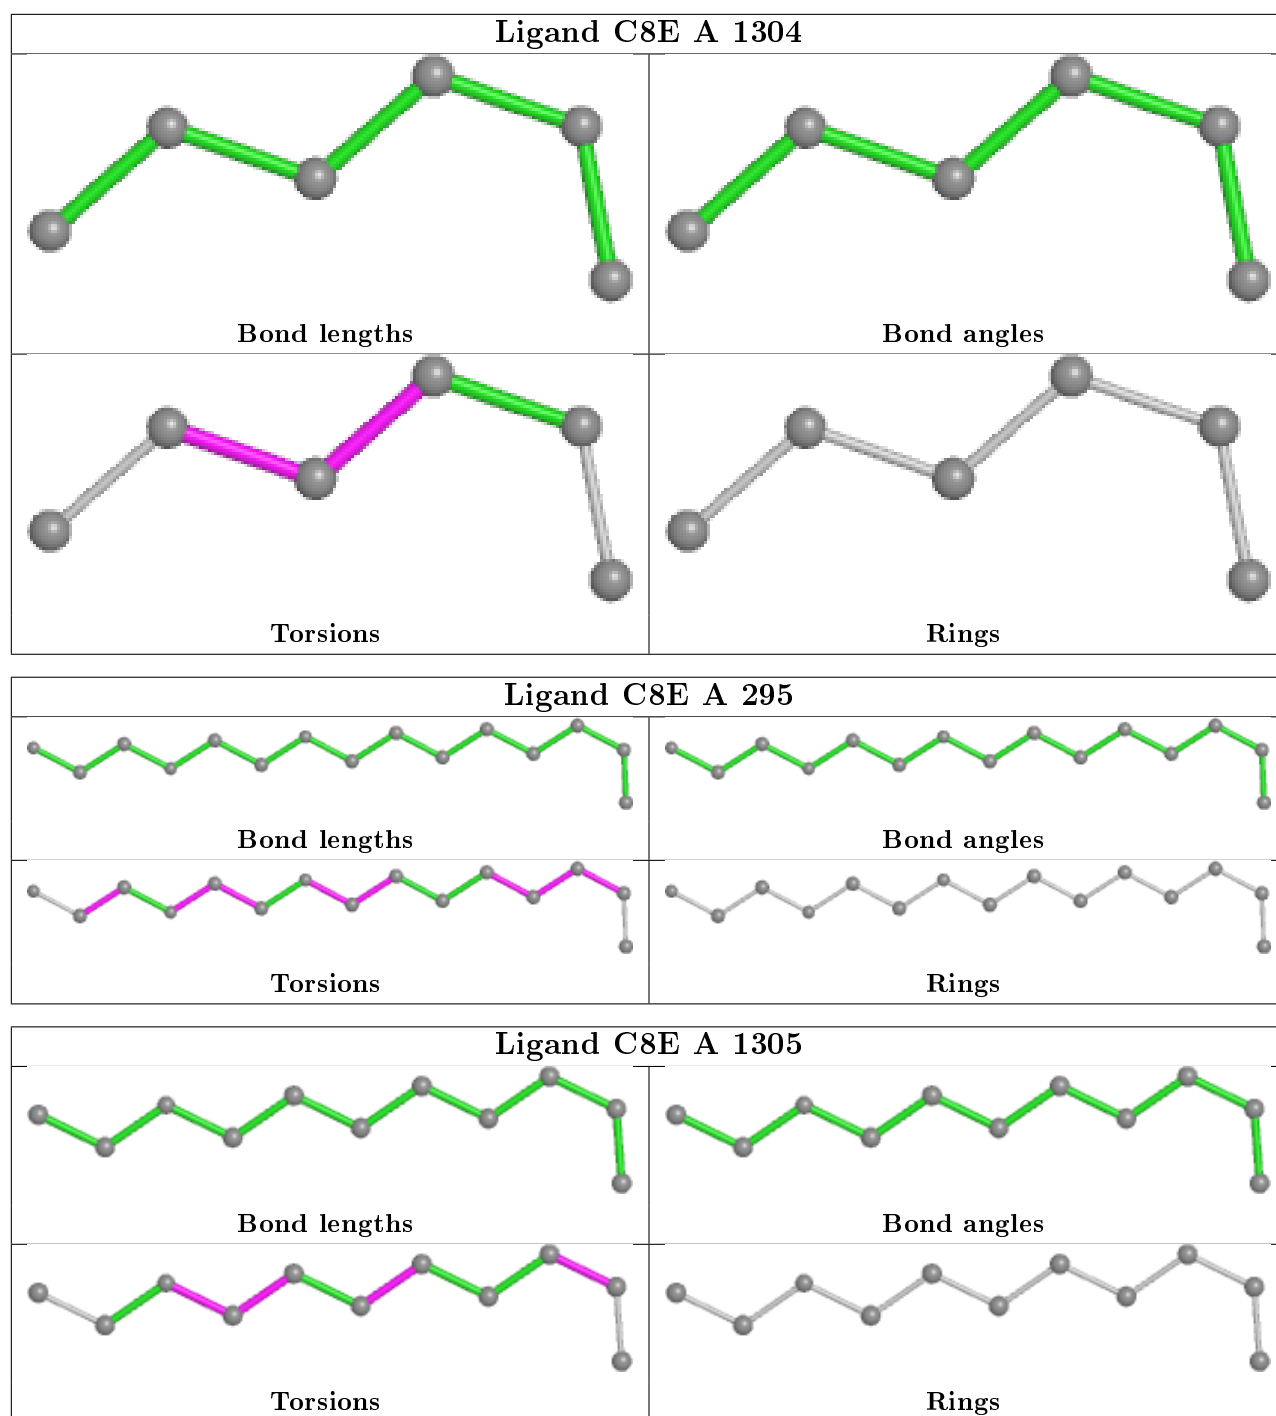 Ligand C8E A 1304
Bond lengths
Bond angles
Torsions
Rings
Ligand C8E A 295
Bond lengths
Bond angles
Torsions
Rings
Ligand C8E A 1305
Bond lengths
Bond angles
Torsions
Rings